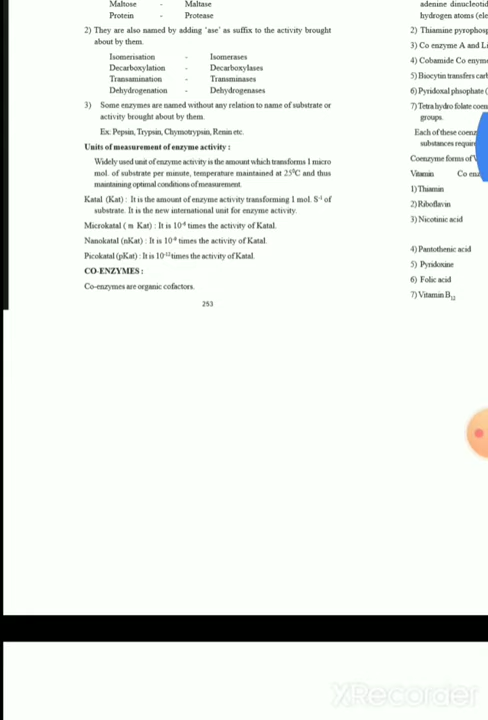 Maltose - Maltase
Protein - Protease
2) They are also named by adding 'ase' as suffix to the activity brought
about by them.
Isomerisation - Isomerases
Decarboxylation - Decarboxylases
Transamination - Transminases
Dehydrogenation - Dehydrogenases
3) Some enzymes are named without any relation to name of substrate or
activity brought about by them.
Ex: Pepsin, Trypsin, Chymotrypsin, Renin etc.
Units of measurement of enzyme activity :
Widely used unit of enzyme activity is the amount which transforms 1 micro
mol. of substrate per minute, temperature maintained at 25⁰C and thus
maintaining optimal conditions of measurement.
Katal (Kat) : It is the amount of enzyme activity transforming 1 mol. S⁻¹ of
substrate. It is the new international unit for enzyme activity.
Microkatal ( m Kat) : It is 10⁻⁶ times the activity of Katal.
Nanokatal (nKat) : It is 10⁻⁹ times the activity of Katal.
Picokatal (pKat) : It is 10⁻¹² times the activity of Katal.
CO-ENZYMES :
Co-enzymes are organic cofactors.
253
adenine dinucleotid
hydrogen atoms (ele
2) Thiamine pyrophosp
3) Co enzyme A and Li
4) Cobamide Co enyme
5) Biocytin transfers carb
6) Pyridoxal phsophate (
7) Tetra hydro folate coen
groups.
Each of these coenz
substances require
Coenzyme forms of V
Vitamin Co enz
1) Thiamin
2) Riboflavin
3) Nicotinic acid
4) Pantothenic acid
5) Pyridoxine
6) Folic acid
7) Vitamin B₁₂
XRecorder